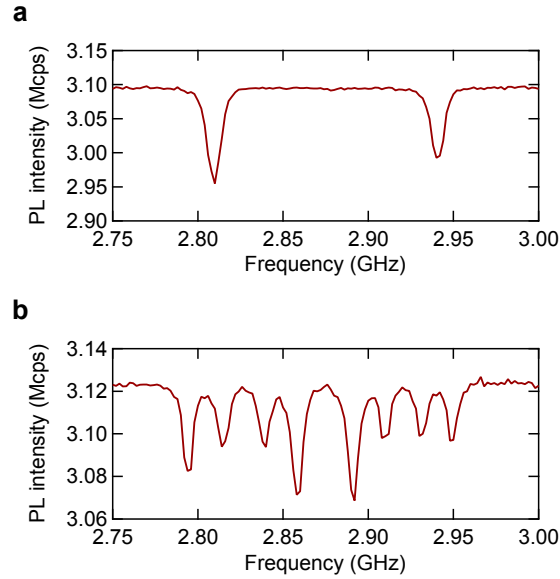 a
3.15
3.10
3.05
3.00
2.95
2.90
PL intensity (Mcps)
2.75 2.80 2.85 2.90 2.95 3.00
Frequency (GHz)
b
3.14
3.12
3.10
3.08
3.06
PL intensity (Mcps)
2.75 2.80 2.85 2.90 2.95 3.00
Frequency (GHz)